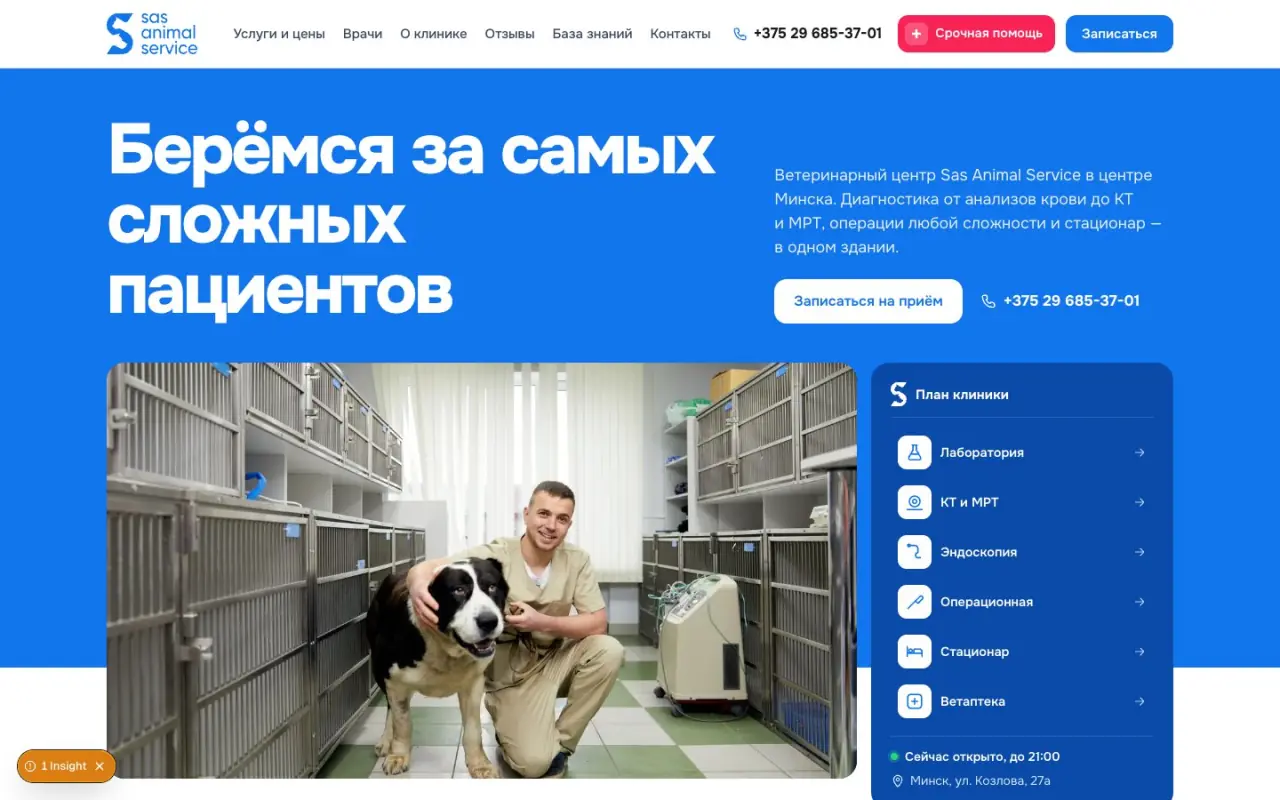 sas
animal
service
Услуги и цены
Врачи
О клинике
Отзывы
База знаний
Контакты
+375 29 685-37-01
Срочная помощь
Записаться
Берёмся за самых
сложных
пациентов
Ветеринарный центр Sas Animal Service в центре
Минска. Диагностика от анализов крови до КТ
и МРТ, операции любой сложности и стационар —
в одном здании.
Записаться на приём
+375 29 685-37-01
План клиники
Лаборатория
КТ и МРТ
Эндоскопия
Операционная
Стационар
Ветаптека
Сейчас открыто, до 21:00
Минск, ул. Козлова, 27а
1 Insight